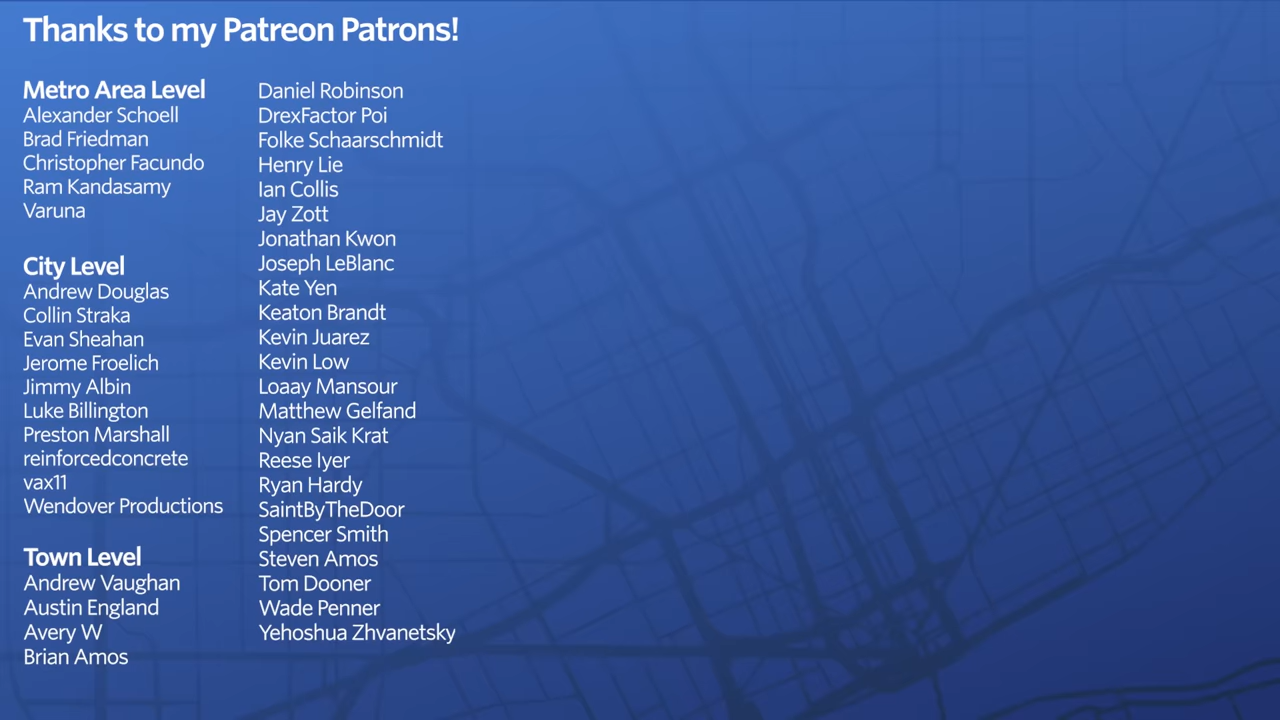 Thanks to my Patreon Patrons!
Metro Area Level
Alexander Schoell
Brad Friedman
Christopher Facundo
Ram Kandasamy
Varuna
City Level
Andrew Douglas
Collin Straka
Evan Sheahan
Jerome Froelich
Jimmy Albin
Luke Billington
Preston Marshall
reinforcedconcrete
vax11
Wendover Productions
Town Level
Andrew Vaughan
Austin England
Avery W
Brian Amos
Daniel Robinson
DrexFactor Poi
Folke Schaarschmidt
Henry Lie
Ian Collis
Jay Zott
Jonathan Kwon
Joseph LeBlanc
Kate Yen
Keaton Brandt
Kevin Juarez
Kevin Low
Loaay Mansour
Matthew Gelfand
Nyan Saik Krat
Reese Iyer
Ryan Hardy
SaintByTheDoor
Spencer Smith
Steven Amos
Tom Dooner
Wade Penner
Yehoshua Zhvanetsky